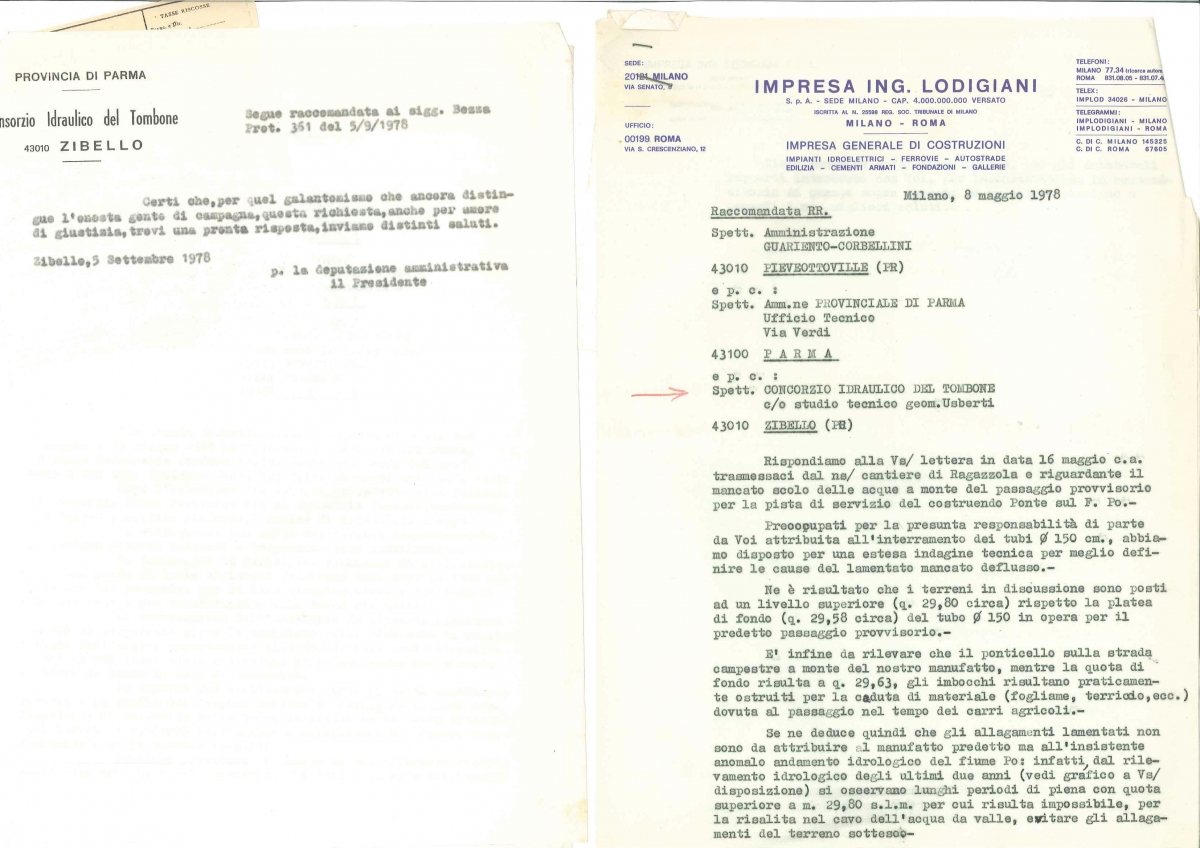 TASSE RISCOSSE
PROVINCIA DI PARMA
nsorzio Idraulico del Tombone
43010 ZIBELLO
Segue raccomandata ai sigg. Bezza
Prot. 361 del 5/9/1978
Certi che,per quel galantomismo che ancora distin-
gue l'onesta gente di campagna,questa richiesta,anche per amore
di giustizia,trovi una pronta risposta,inviamo distinti saluti.
Zibello,5 Settembre 1978
p. la deputazione amministrativa
il Presidente
SEDE:
20121 MILANO
VIA SENATO,
UFFICIO:
00199 ROMA
VIA S. CRESCENZIANO, 12
IMPRESA ING. LODIGIANI
S. p A. - SEDE MILANO - CAP. 4.000.000.000 VERSATO
ISCRITTA AL N. 25588 REG. SOC. TRIBUNALE DI MILANO
MILANO - ROMA
IMPRESA GENERALE DI COSTRUZIONI
IMPIANTI IDROELETTRICI - FERROVIE - AUTOSTRADE
EDILIZIA - CEMENTI ARMATI - FONDAZIONI - GALLERIE
TELEFONI:
MILANO 77.34 (ricerca autom
ROMA 831.08.05 - 831.07.4
TELEX:
IMPLOD 34026 - MILANO
TELEGRAMMI:
IMPLODIGIANI - MILANO
IMPLODIGIANI - ROMA
C. DI C. MILANO 145325
C. DI C. ROMA 67605
Milano, 8 maggio 1978
Raccomandata RR.
Spett. Amministrazione
GUARIENTO-CORBELLINI
43010 PIEVEOTTOVILLE (PR)
e p. c. :
Spett. Amm.ne PROVINCIALE DI PARMA
Ufficio Tecnico
Via Verdi
43100 P A R M A
e p. c. :
Spett. CONCORZIO IDRAULICO DEL TOMBONE
c/o studio tecnico geom.Usberti
43010 ZIBELLO (PR)
Rispondiamo alla Vs/ lettera in data 16 maggio c.a.
trasmessaci dal ns/ cantiere di Ragazzola e riguardante il
mancato scolo delle acque a monte del passaggio provvisorio
per la pista di servizio del costruendo Ponte sul F. Po.-
Preocupati per la presunta responsabilità di parte
da Voi attribuita all'interramento dei tubi Ø 150 cm., abbia-
mo disposto per una estesa indagine tecnica per meglio defi-
nire le cause del lamentato mancato deflusso.-
Ne è risultato che i terreni in discussione sono posti
ad un livello superiore (q. 29,80 circa) rispetto la platea
di fondo (q. 29,58 circa) del tubo Ø 150 in opera per il
predetto passaggio provvisorio.-
E' infine da rilevare che il ponticello sulla strada
campestre a monte del nostro manufatto, mentre la quota di
fondo risulta a q. 29,63, gli imbocchi risultano praticamen-
te ostruiti per la caduta di materiale (fogliame, terriccio,ecc.)
dovuta al passaggio nel tempo dei carri agricoli.-
Se ne deduce quindi che gli allagamenti lamentati non
sono da attribuire al manufatto predetto ma all'insistente
anomalo andamento idrologico del fiume Po: infatti, dal rile-
vamento idrologico degli ultimi due anni (vedi grafico a Vs/
disposizione) si osservano lunghi periodi di piena con quota
superiore a m. 29,80 s.l.m. per cui risulta impossibile, per
la risalita nel cavo dell'acqua da valle, evitare gli allaga-
menti del terreno sottesco-